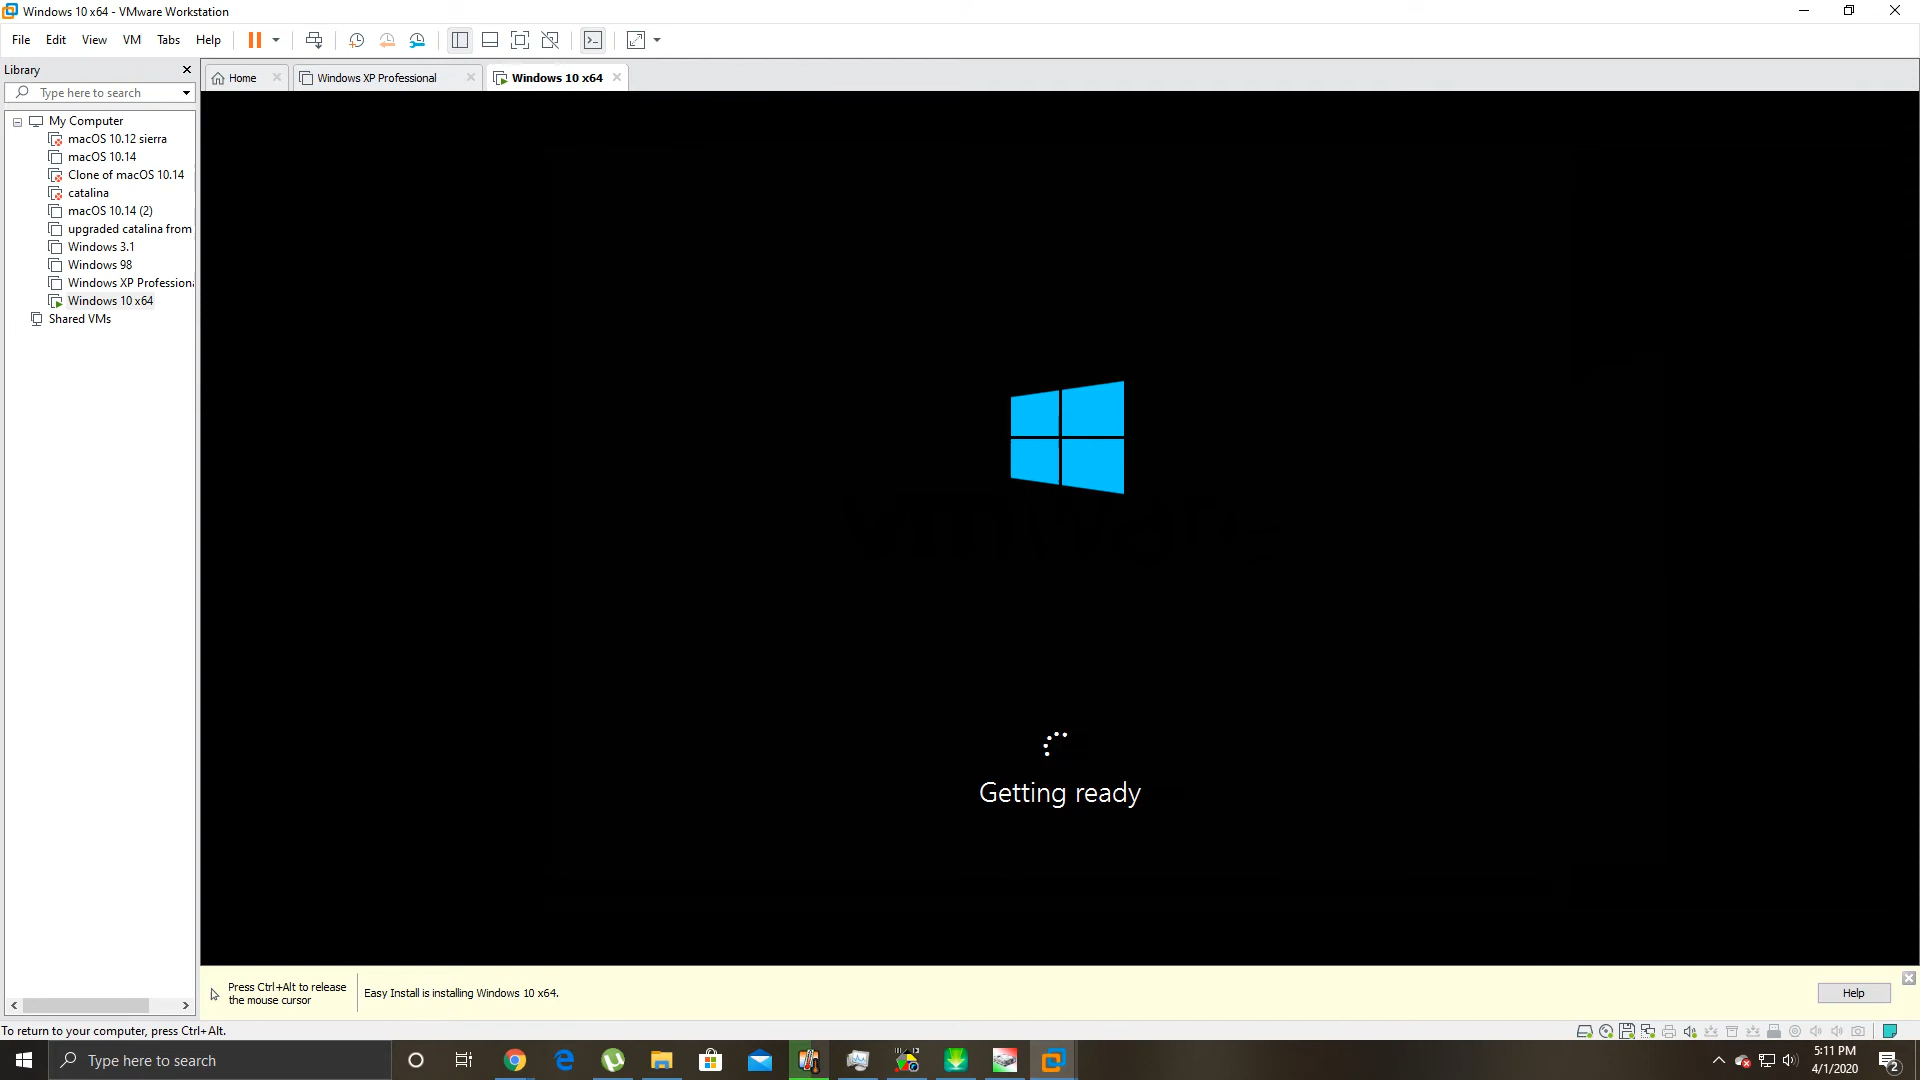 Windows 10 x64 - VMware Workstation
File Edit View VM Tabs Help
Library
Type here to search
Home
Windows XP Professional
Windows 10 x64
My Computer
macOS 10.12 sierra
macOS 10.14
Clone of macOS 10.14
catalina
macOS 10.14 (2)
upgraded catalina from
Windows 3.1
Windows 98
Windows XP Professiona
Windows 10 x64
Shared VMs
Getting ready
Press Ctrl+Alt to release
the mouse cursor
Easy Install is installing Windows 10 x64.
Help
To return to your computer, press Ctrl+Alt.
Type here to search
5:11 PM
4/1/2020
2